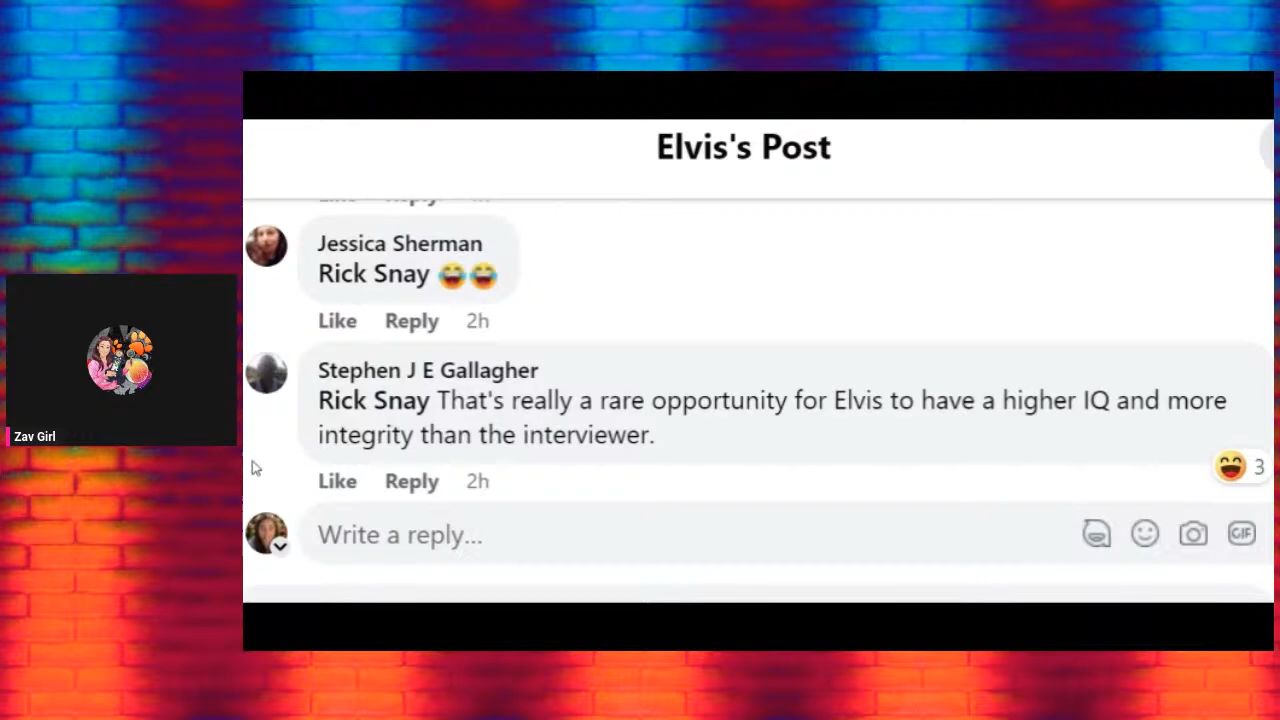 Elvis's Post
Jessica Sherman
Rick Snay 😂😂
Like Reply 2h
Stephen J E Gallagher
Rick Snay That's really a rare opportunity for Elvis to have a higher IQ and more
integrity than the interviewer.
3
Like Reply 2h
Write a reply...
GIF
Zav Girl